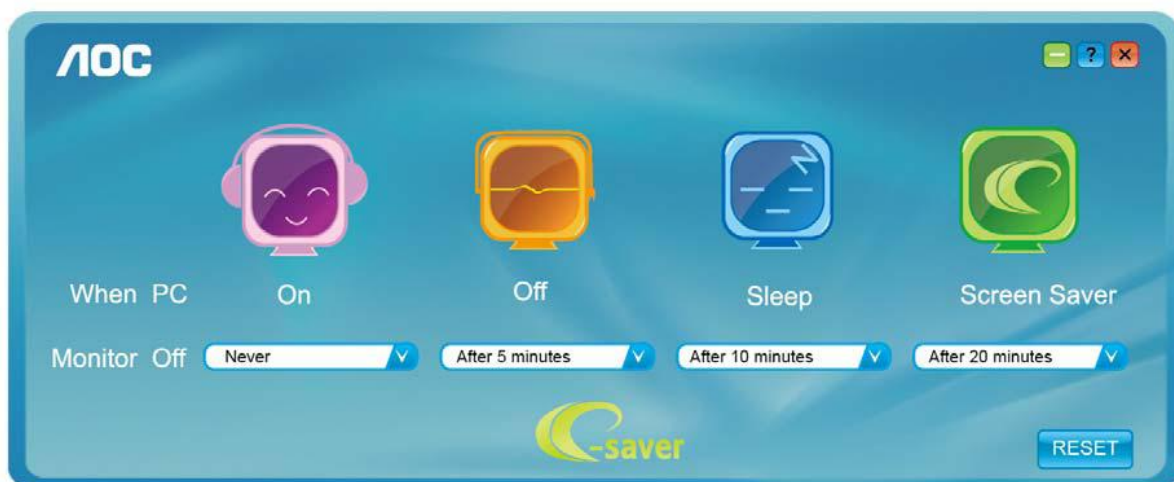 AOC
?
When PC On Off Sleep Screen Saver
Monitor Off Never After 5 minutes After 10 minutes After 20 minutes
e-saver
RESET